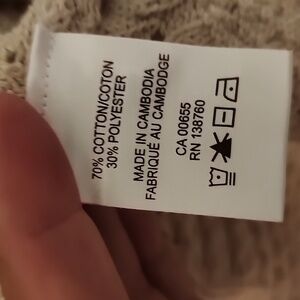 70% COTTON/COTON
30% POLYESTER
MADE IN CAMBODIA
FABRIQUÉ AU CAMBODGE
CA 00655
RN 138760